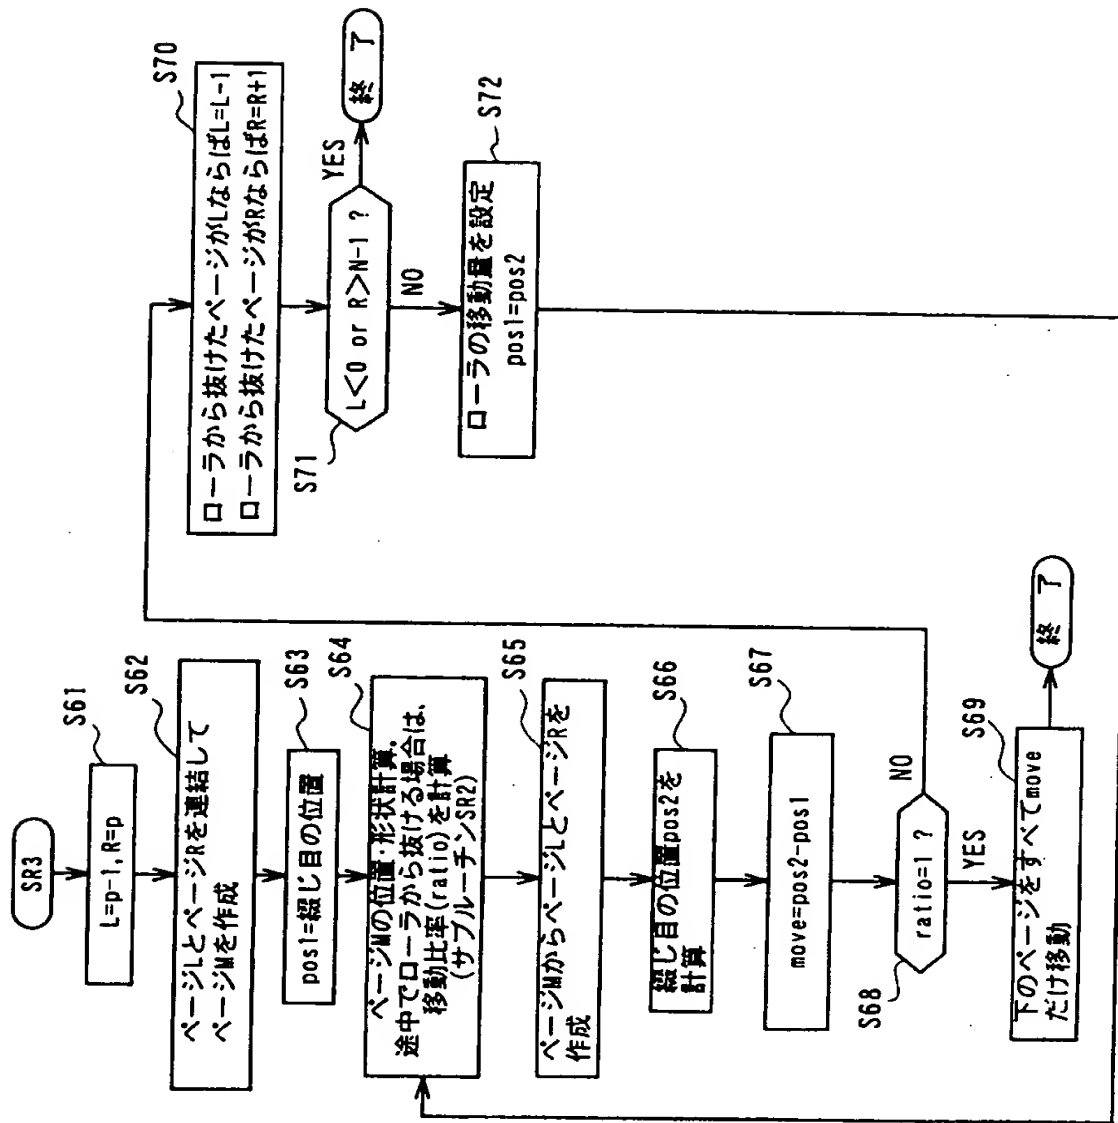 SR3
S61
L=p-1, R=p
S62
ページLとページRを連結して
ページMを作成
S63
pos1=綴じ目の位置
S64
ページMの位置・形状計算.
途中でローラから抜ける場合は、
移動比率(ratio)を計算
(サブルーチンSR2)
S65
ページMからページLとページRを
作成
S66
綴じ目の位置pos2を
計算
S67
move=pos2-pos1
S68
ratio=1 ?
NO
YES
S69
下のページをすべてmove
だけ移動
終 了
S70
ローラから抜けたページがLならばL=L-1
ローラから抜けたページがRならばR=R+1
S71
L<0 or R>N-1 ?
YES
終 了
NO
S72
ローラの移動量を設定
pos1=pos2